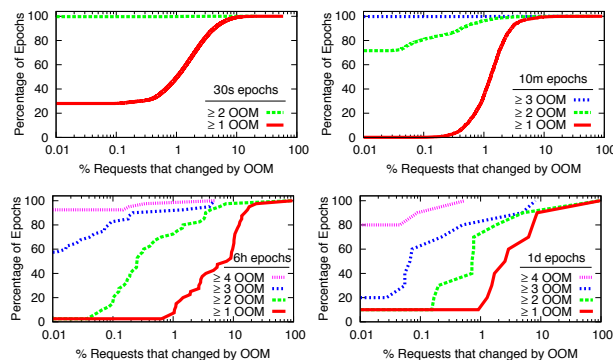 Percentage of Epochs
100
80
60
40
20
0
0.01 0.1 1 10 100
% Requests that changed by OOM
30s epochs
≥ 2 OOM
≥ 1 OOM
Percentage of Epochs
100
80
60
40
20
0
0.01 0.1 1 10 100
% Requests that changed by OOM
10m epochs
≥ 3 OOM
≥ 2 OOM
≥ 1 OOM
Percentage of Epochs
100
80
60
40
20
0
0.01 0.1 1 10 100
% Requests that changed by OOM
6h epochs
≥ 4 OOM
≥ 3 OOM
≥ 2 OOM
≥ 1 OOM
Percentage of Epochs
100
80
60
40
20
0
0.01 0.1 1 10 100
% Requests that changed by OOM
1d epochs
≥ 4 OOM
≥ 3 OOM
≥ 2 OOM
≥ 1 OOM